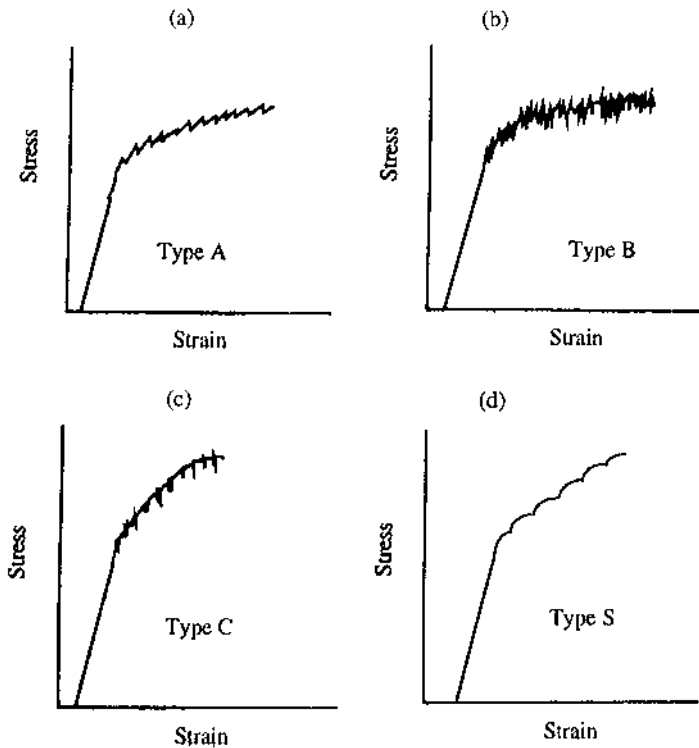 (a)
Stress
Type A
Strain
(b)
Stress
Type B
Strain
(c)
Stress
Type C
Strain
(d)
Stress
Type S
Strain